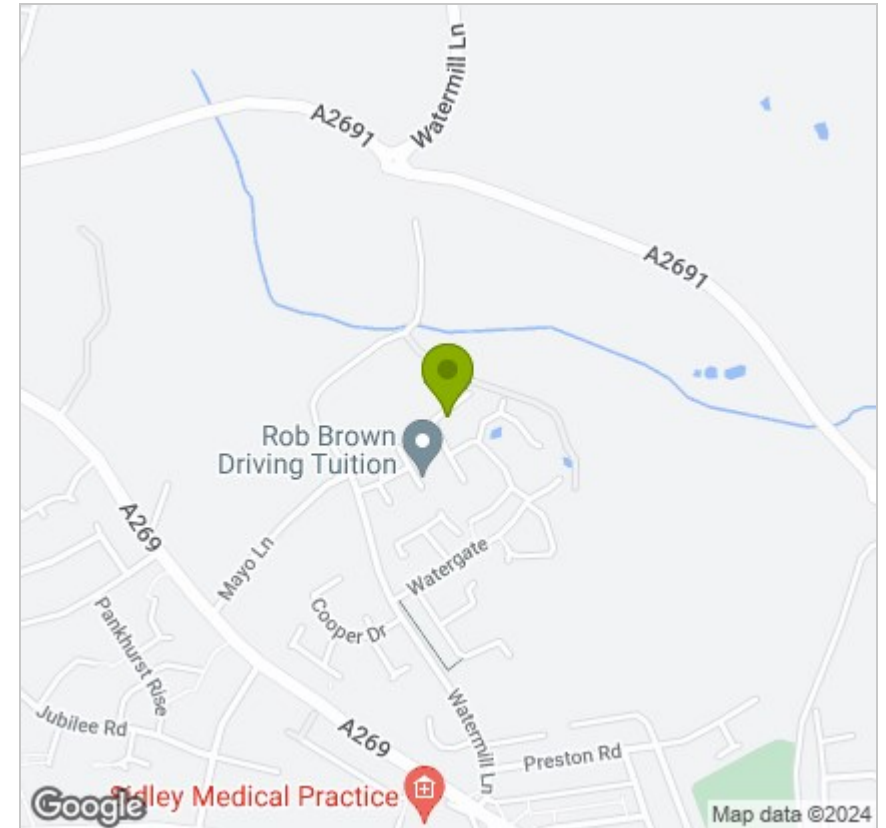 Watermill Ln
A2691
A2691
Rob Brown
Driving Tuition
A269
Mayo Ln
Watergate
Cooper Dr
Pankhurst Rise
Jubilee Rd
Watermill Ln
A269
Preston Rd
Sidley Medical Practice
Google
Map data ©2024